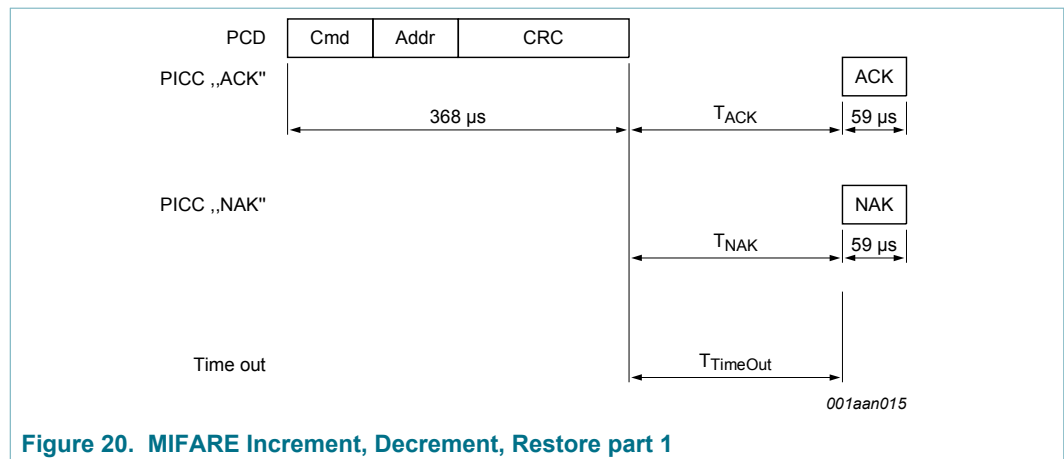 PCD Cmd Addr CRC
PICC ,,ACK" ACK
368 µs TACK 59 µs
PICC ,,NAK" NAK
TNAK 59 µs
Time out TTimeOut
001aan015
Figure 20. MIFARE Increment, Decrement, Restore part 1